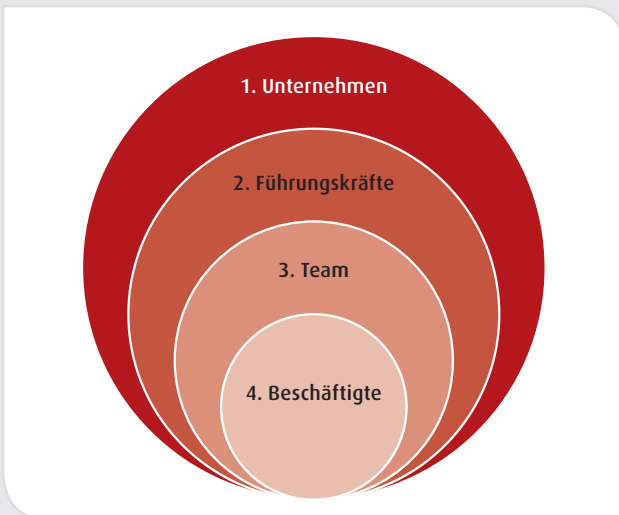 1. Unternehmen
2. Führungskräfte
3. Team
4. Beschäftigte